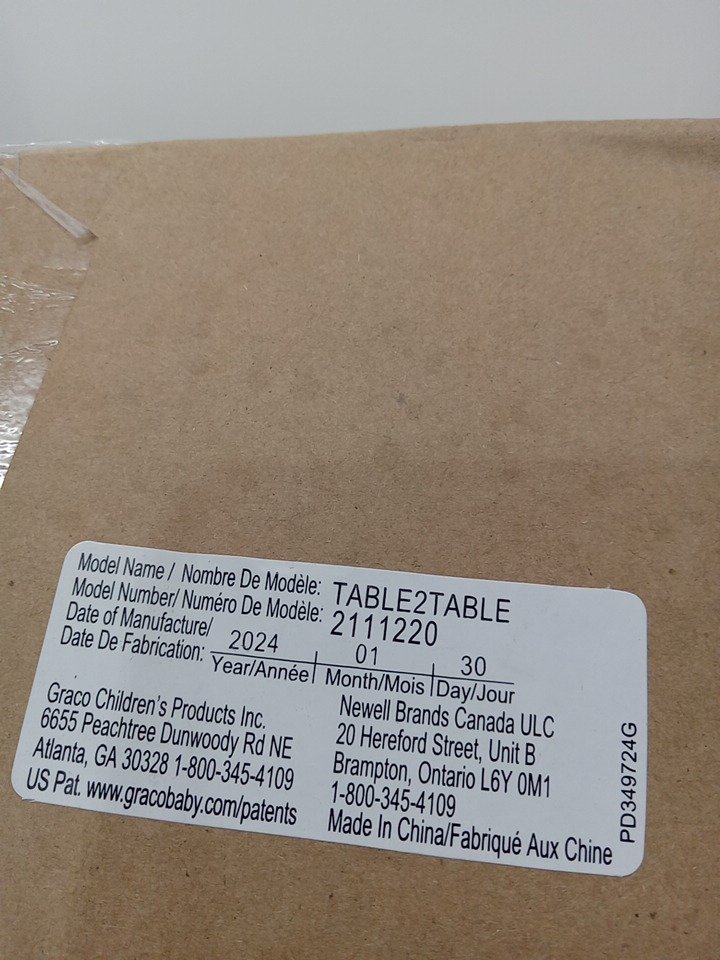 Model Name / Nombre De Modèle: TABLE2TABLE
Model Number/ Numéro De Modèle: 2111220
Date of Manufacture/
Date De Fabrication: 2024 01 30
Year/Année Month/Mois Day/Jour
Graco Children's Products Inc.
6655 Peachtree Dunwoody Rd NE
Atlanta, GA 30328 1-800-345-4109
US Pat. www.gracobaby.com/patents
Newell Brands Canada ULC
20 Hereford Street, Unit B
Brampton, Ontario L6Y 0M1
1-800-345-4109
Made In China/Fabriqué Aux Chine
PD349724G